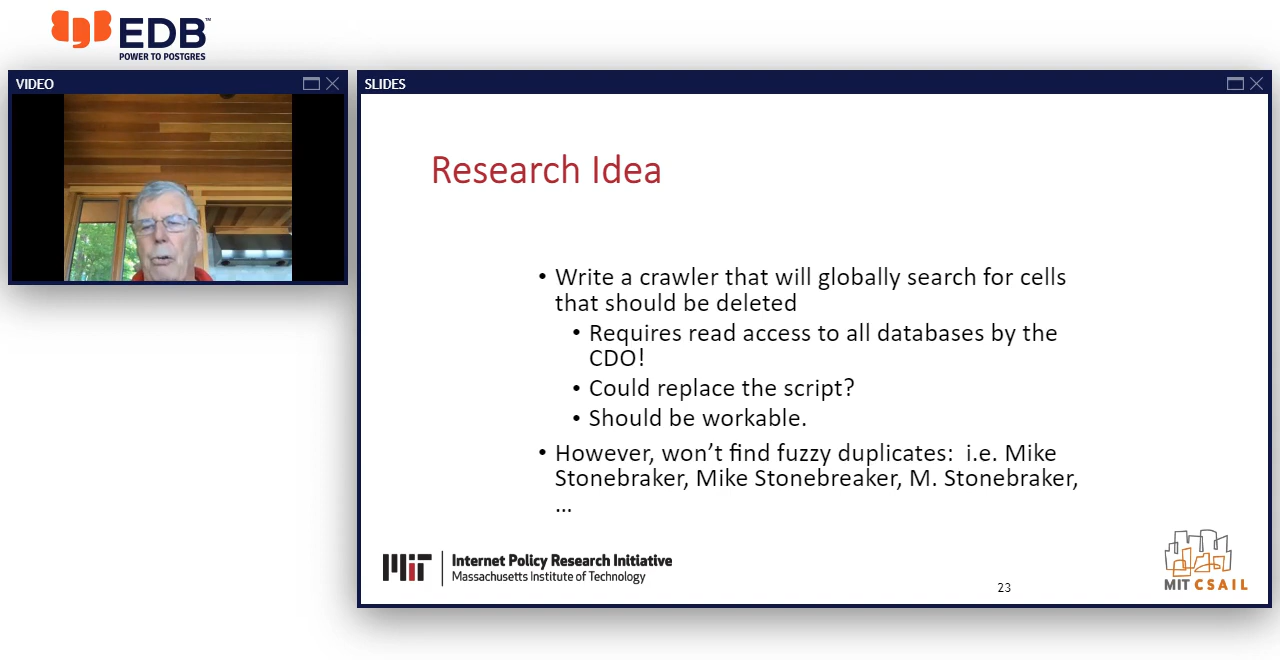 EDB™
POWER TO POSTGRES
VIDEO
SLIDES
Research Idea
• Write a crawler that will globally search for cells
that should be deleted
• Requires read access to all databases by the
CDO!
• Could replace the script?
• Should be workable.
• However, won’t find fuzzy duplicates:  i.e. Mike
Stonebraker, Mike Stonebreaker, M. Stonebraker,
…
MIT
Internet Policy Research Initiative
Massachusetts Institute of Technology
23
MIT CSAIL